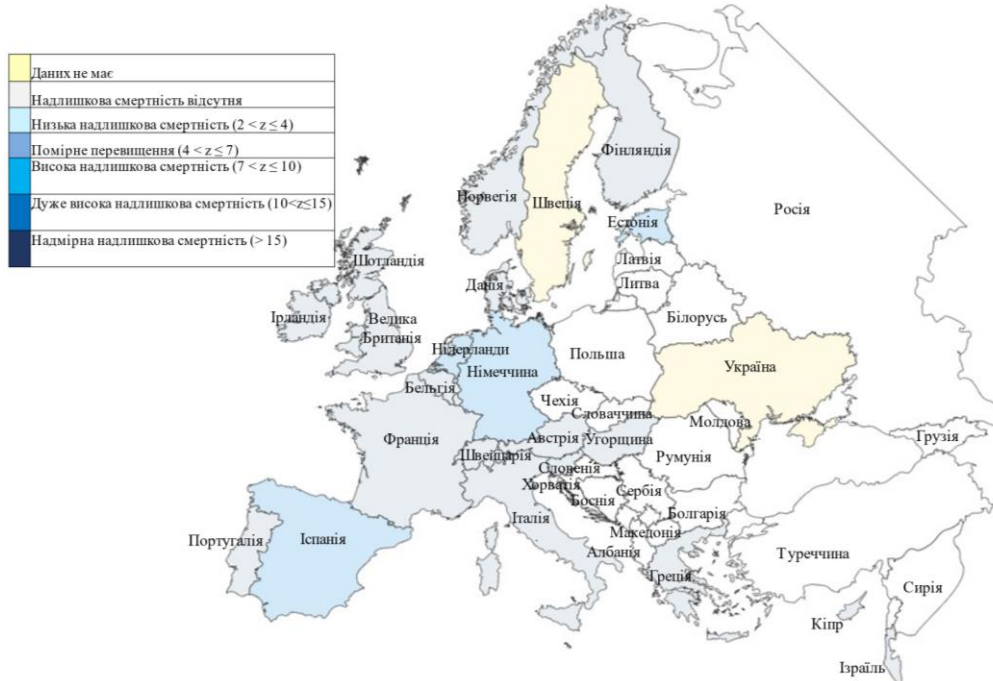 Даних не має
Надлишкова смертність відсутня
Низька надлишкова смертність (2 < z ≤ 4)
Помірне перевищення (4 < z ≤ 7)
Висока надлишкова смертність (7 < z ≤ 10)
Дуже висока надлишкова смертність (10<z≤15)
Надмірна надлишкова смертність (> 15)
Фінляндія
Норвегія
Швеція
Росія
Естонія
Латвія
Шотландія
Данія
Литва
Ірландія
Велика
Британія
Білорусь
Нідерланди
Польша
Німеччина
Україна
Бельгія
Чехія
Словаччина
Молдова
Франція
Австрія
Угорщина
Грузія
Швейцарія
Румунія
Словенія
Хорватія
Сербія
Боснія
Італія
Болгарія
Македонія
Португалія
Іспанія
Албанія
Туреччина
Греція
Сирія
Кіпр
Ізраїль